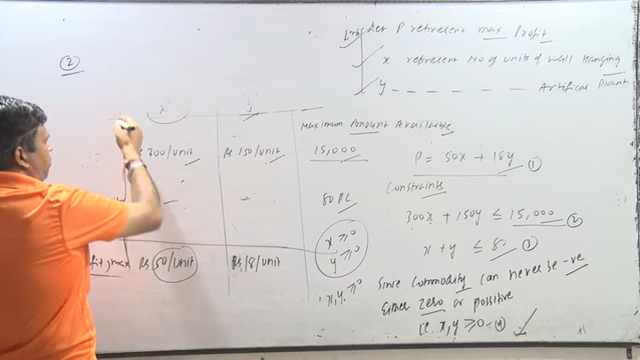 Let P represent max Profit
x represent No of units of Wall Hanging
y — — — — — — Artificial Plant
②
x y
Maximum Amount Available
Rs 300/unit Rs 150/unit 15,000
P = 50x + 18y ①
Constraints
— — 80 PC
300x + 150y ≤ 15,000 ②
x ≥ 0
y ≥ 0
x + y ≤ 80 ③
fit, max Rs 50/unit Rs 18/unit
x, y ≥ 0
Since Commodity can never be -ve
Either zero or possitive
i.e. x, y ≥ 0 - ④